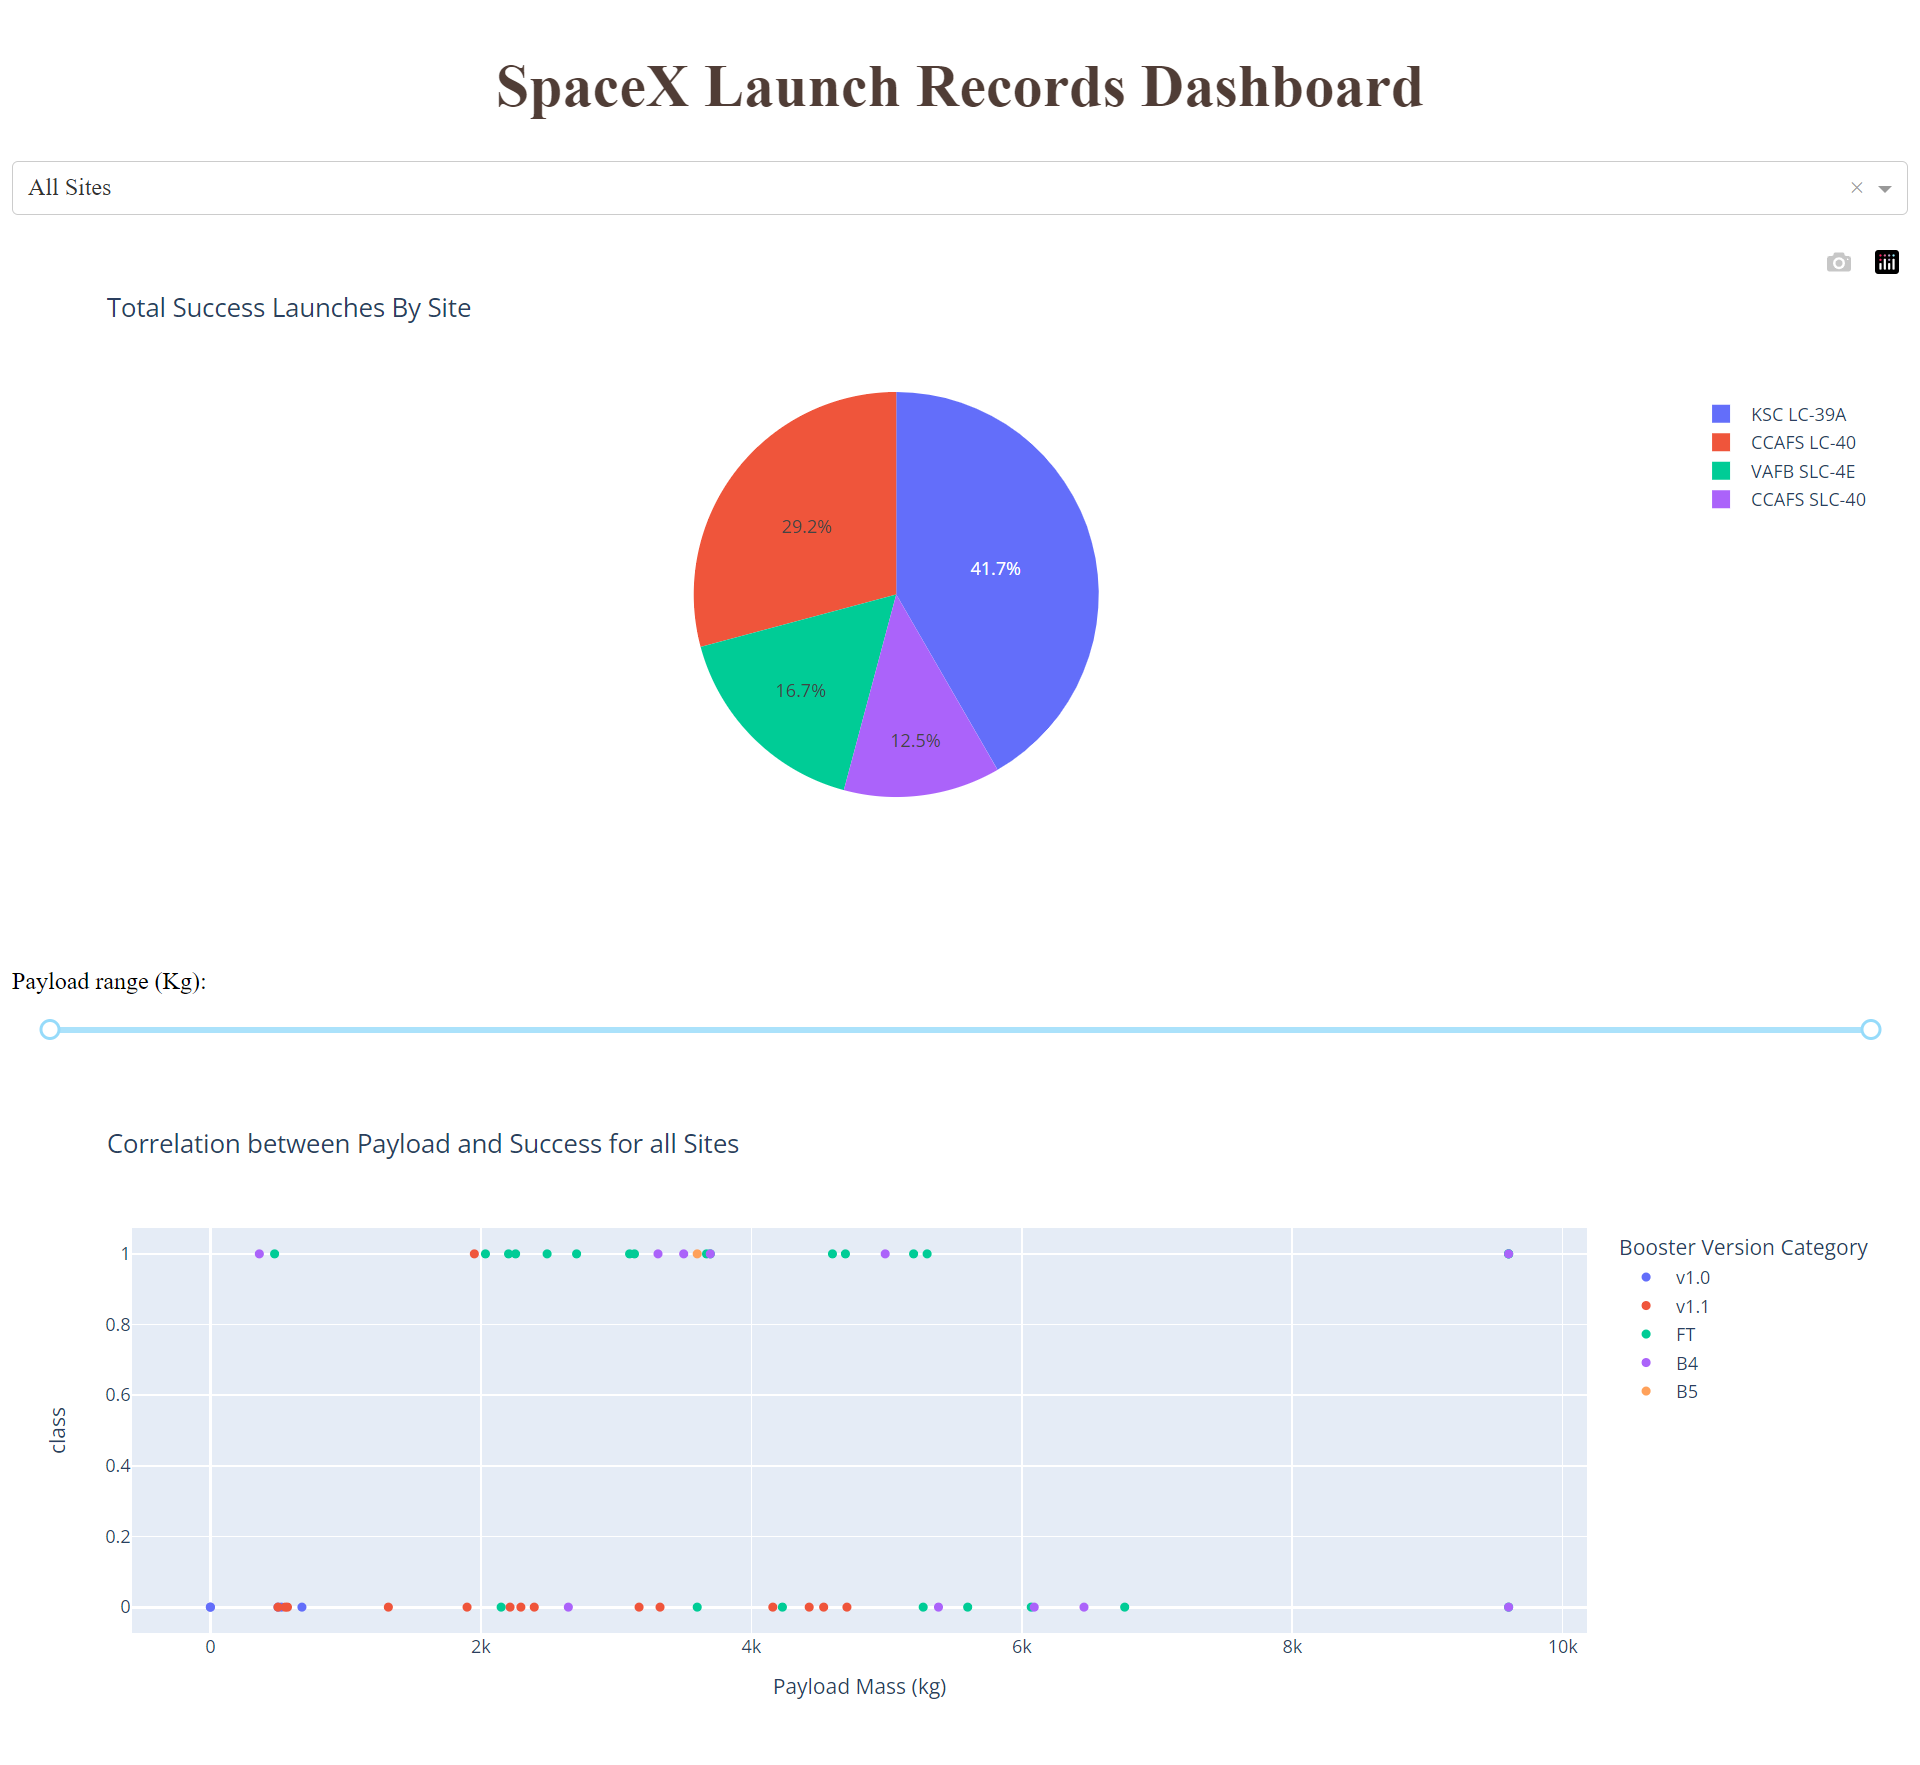 SpaceX Launch Records Dashboard
All Sites
Total Success Launches By Site
KSC LC-39A
CCAFS LC-40
VAFB SLC-4E
CCAFS SLC-40
29.2%
41.7%
16.7%
12.5%
Payload range (Kg):
Correlation between Payload and Success for all Sites
Booster Version Category
v1.0
v1.1
FT
B4
B5
1
0.8
0.6
0.4
0.2
0
class
0 2k 4k 6k 8k 10k
Payload Mass (kg)